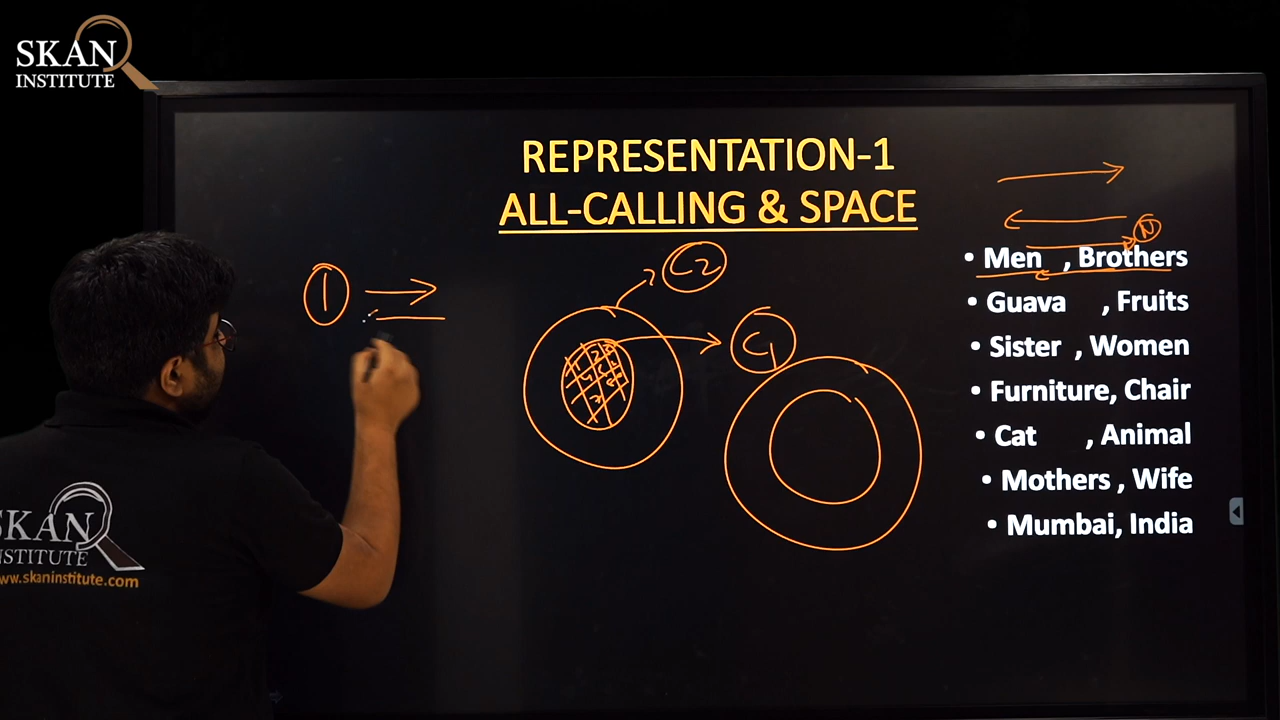 SKAN
INSTITUTE
REPRESENTATION-1
ALL-CALLING & SPACE
C2
N
1
C1
• Men , Brothers
• Guava , Fruits
• Sister , Women
• Furniture, Chair
• Cat , Animal
• Mothers , Wife
• Mumbai, India
SKAN
INSTITUTE
www.skaninstitute.com